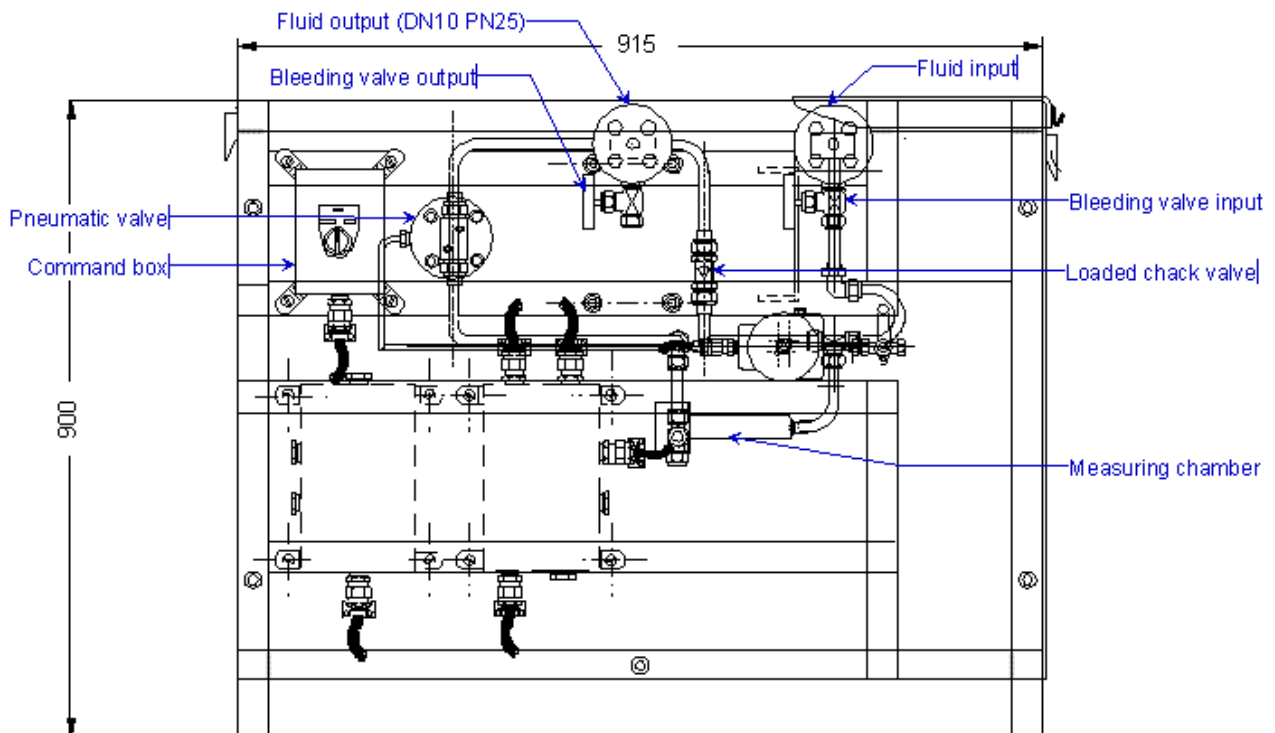 Fluid output (DN10 PN25)
915
Fluid input
Bleeding valve output
Pneumatic valve
Bleeding valve input
Command box
Loaded chack valve
900
Measuring chamber